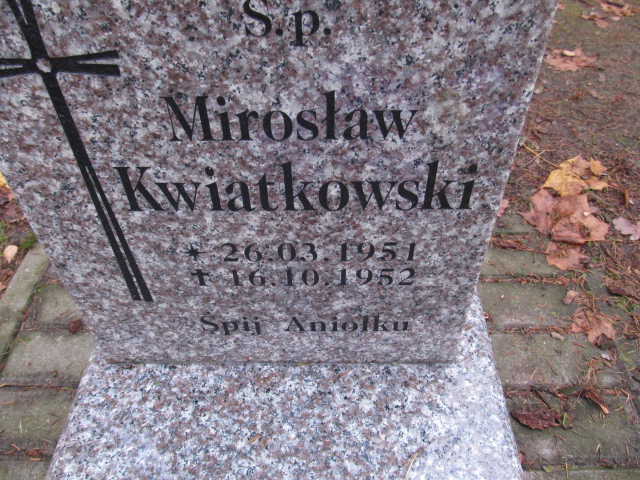 Ś.p.
Mirosław
Kwiatkowski
* 26.03.1951
✝ 16.10.1952
Śpij Aniołku